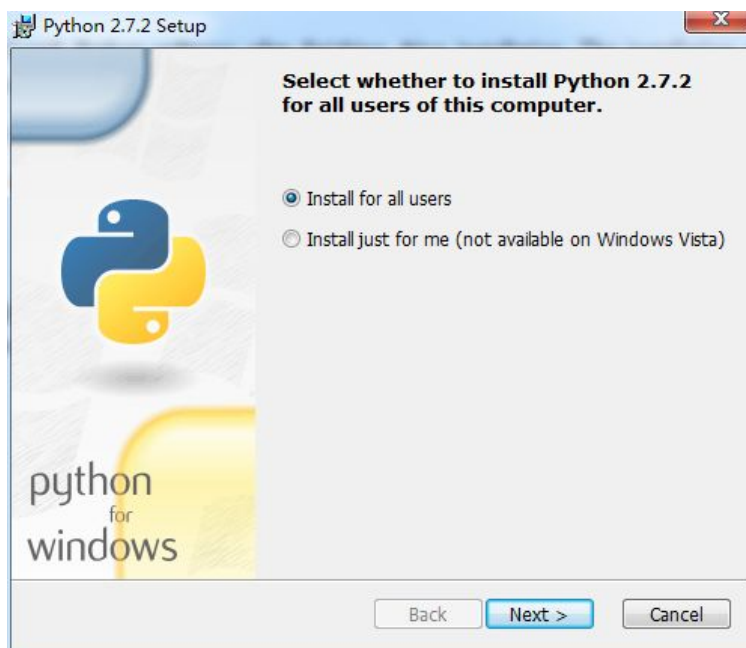 Python 2.7.2 Setup
Select whether to install Python 2.7.2
for all users of this computer.
Install for all users
Install just for me (not available on Windows Vista)
python
for
windows
Back
Next >
Cancel